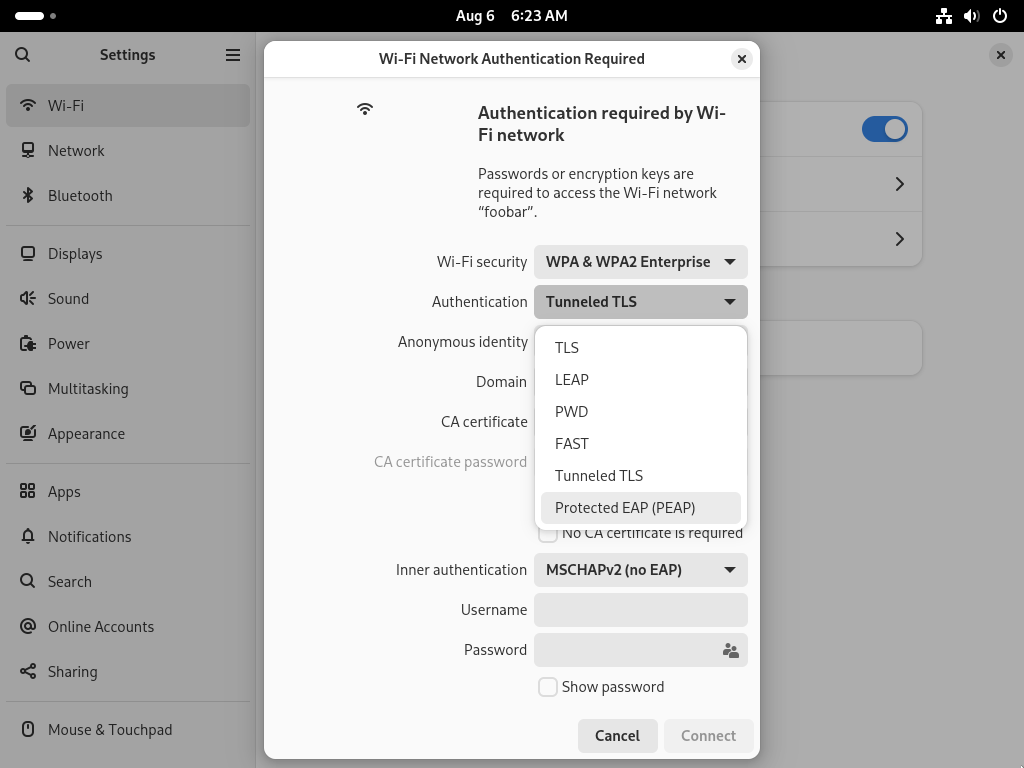 Aug 6 6:23 AM
Settings
Wi-Fi
Network
Bluetooth
Displays
Sound
Power
Multitasking
Appearance
Apps
Notifications
Search
Online Accounts
Sharing
Mouse & Touchpad
Wi-Fi Network Authentication Required
Authentication required by Wi-
Fi network
Passwords or encryption keys are
required to access the Wi-Fi network
“foobar”.
Wi-Fi security WPA & WPA2 Enterprise
Authentication Tunneled TLS
Anonymous identity
Domain
CA certificate
CA certificate password
TLS
LEAP
PWD
FAST
Tunneled TLS
Protected EAP (PEAP)
No CA certificate is required
Inner authentication MSCHAPv2 (no EAP)
Username
Password
Show password
Cancel Connect